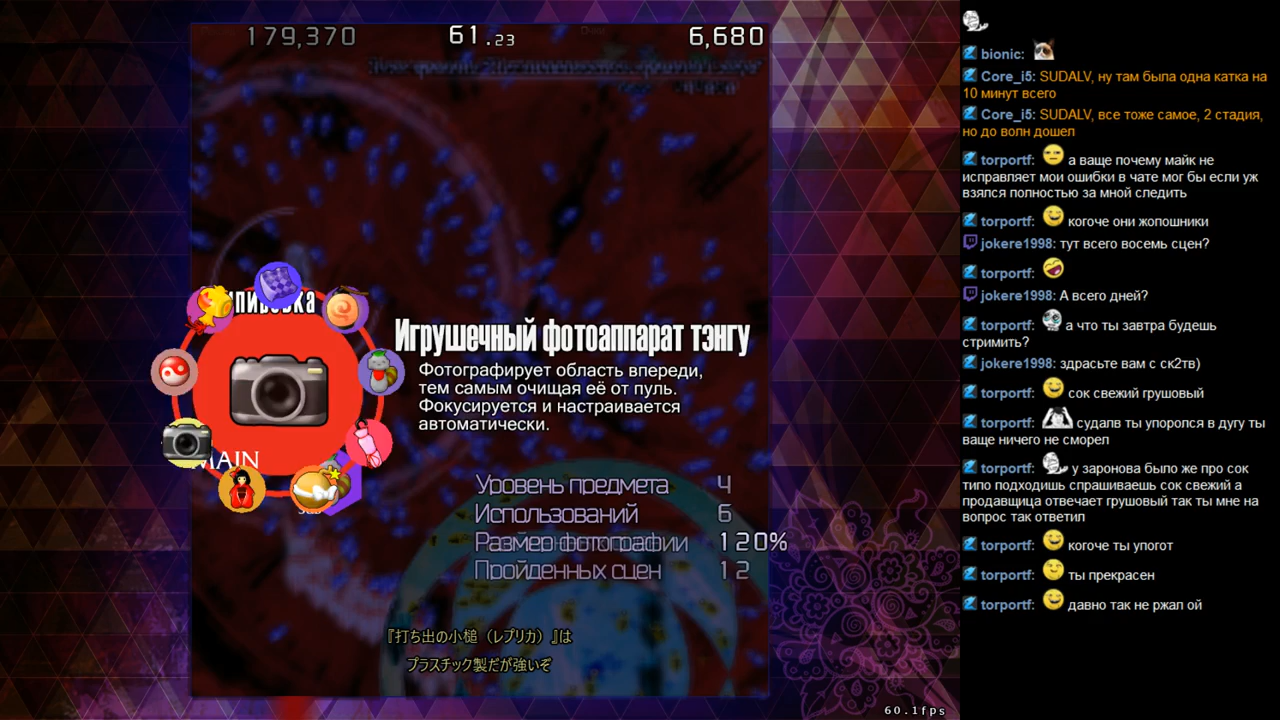 179,370
61.23
6,680
Игрушечный фотоаппарат тэнгу
Фотографирует область впереди,
тем самым очищая её от пуль.
Фокусируется и настраивается
автоматически.
MAIN
Уровень предмета 4
Использований 6
Размер фотографии 120%
Пройденных сцен 12
『打ち出の小槌（レプリカ）』は
プラスチック製だが強いぞ
60.1fps
bionic:
Core_i5: SUDALV, ну там была одна катка на
10 минут всего
Core_i5: SUDALV, все тоже самое, 2 стадия,
но до волн дошел
torportf: а ваще почему майк не
исправляет мои ошибки в чате мог бы если уж
взялся полностью за мной следить
torportf: когоче они жопошники
jokere1998: тут всего восемь сцен?
torportf:
jokere1998: А всего дней?
torportf: а что ты завтра будешь
стримить?
jokere1998: здрасьте вам с ск2тв)
torportf: сок свежий грушовый
torportf: судалв ты упоролся в дугу ты
ваще ничего не сморел
torportf: у заронова было же про сок
типо подходишь спрашиваешь сок свежий а
продавщица отвечает грушовый так ты мне на
вопрос так ответил
torportf: когоче ты упогот
torportf: ты прекрасен
torportf: давно так не ржал ой